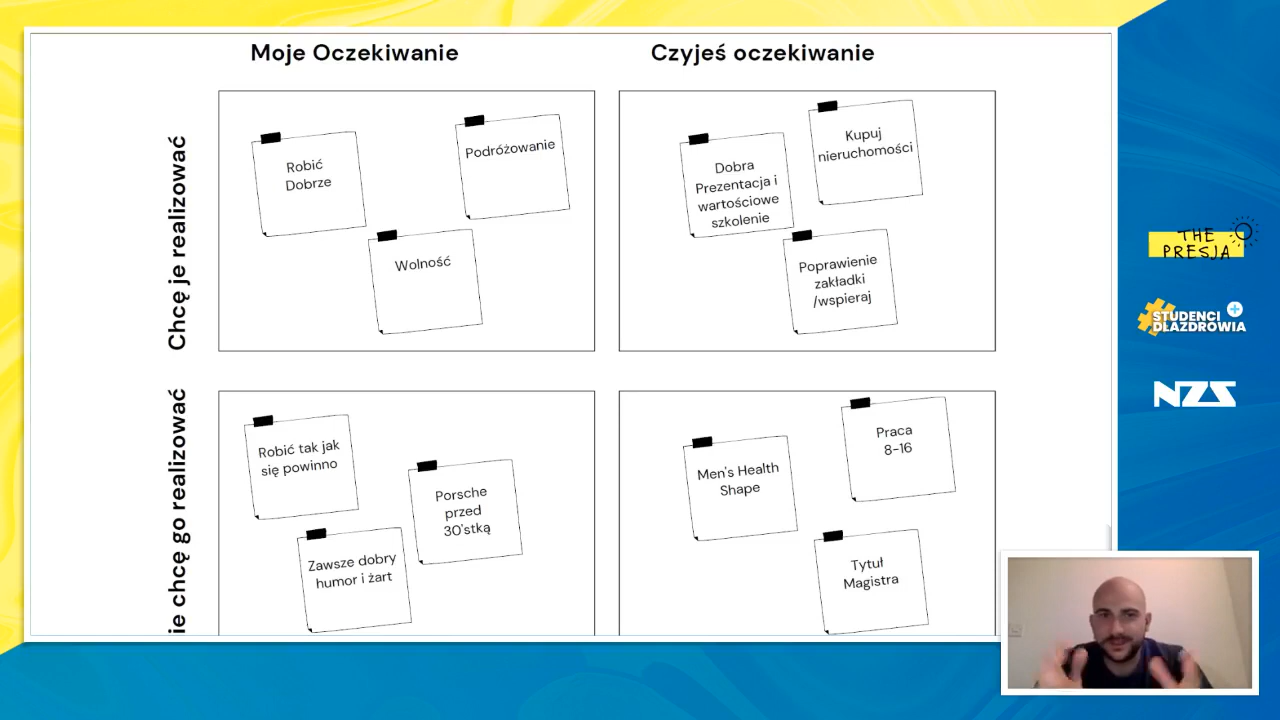 Moje Oczekiwanie
Czyjeś oczekiwanie
Chcę je realizować
Robić
Dobrze
Podróżowanie
Wolność
Dobra
Prezentacja i
wartościowe
szkolenie
Kupuj
nieruchomości
Poprawienie
zakładki
/wspieraj
ie chcę go realizować
Robić tak jak
się powinno
Porsche
przed
30'stką
Zawsze dobry
humor i żart
Men's Health
Shape
Praca
8-16
Tytuł
Magistra
THE
PRESJA
#STUDENCI
DLAZDROWIA
NZS